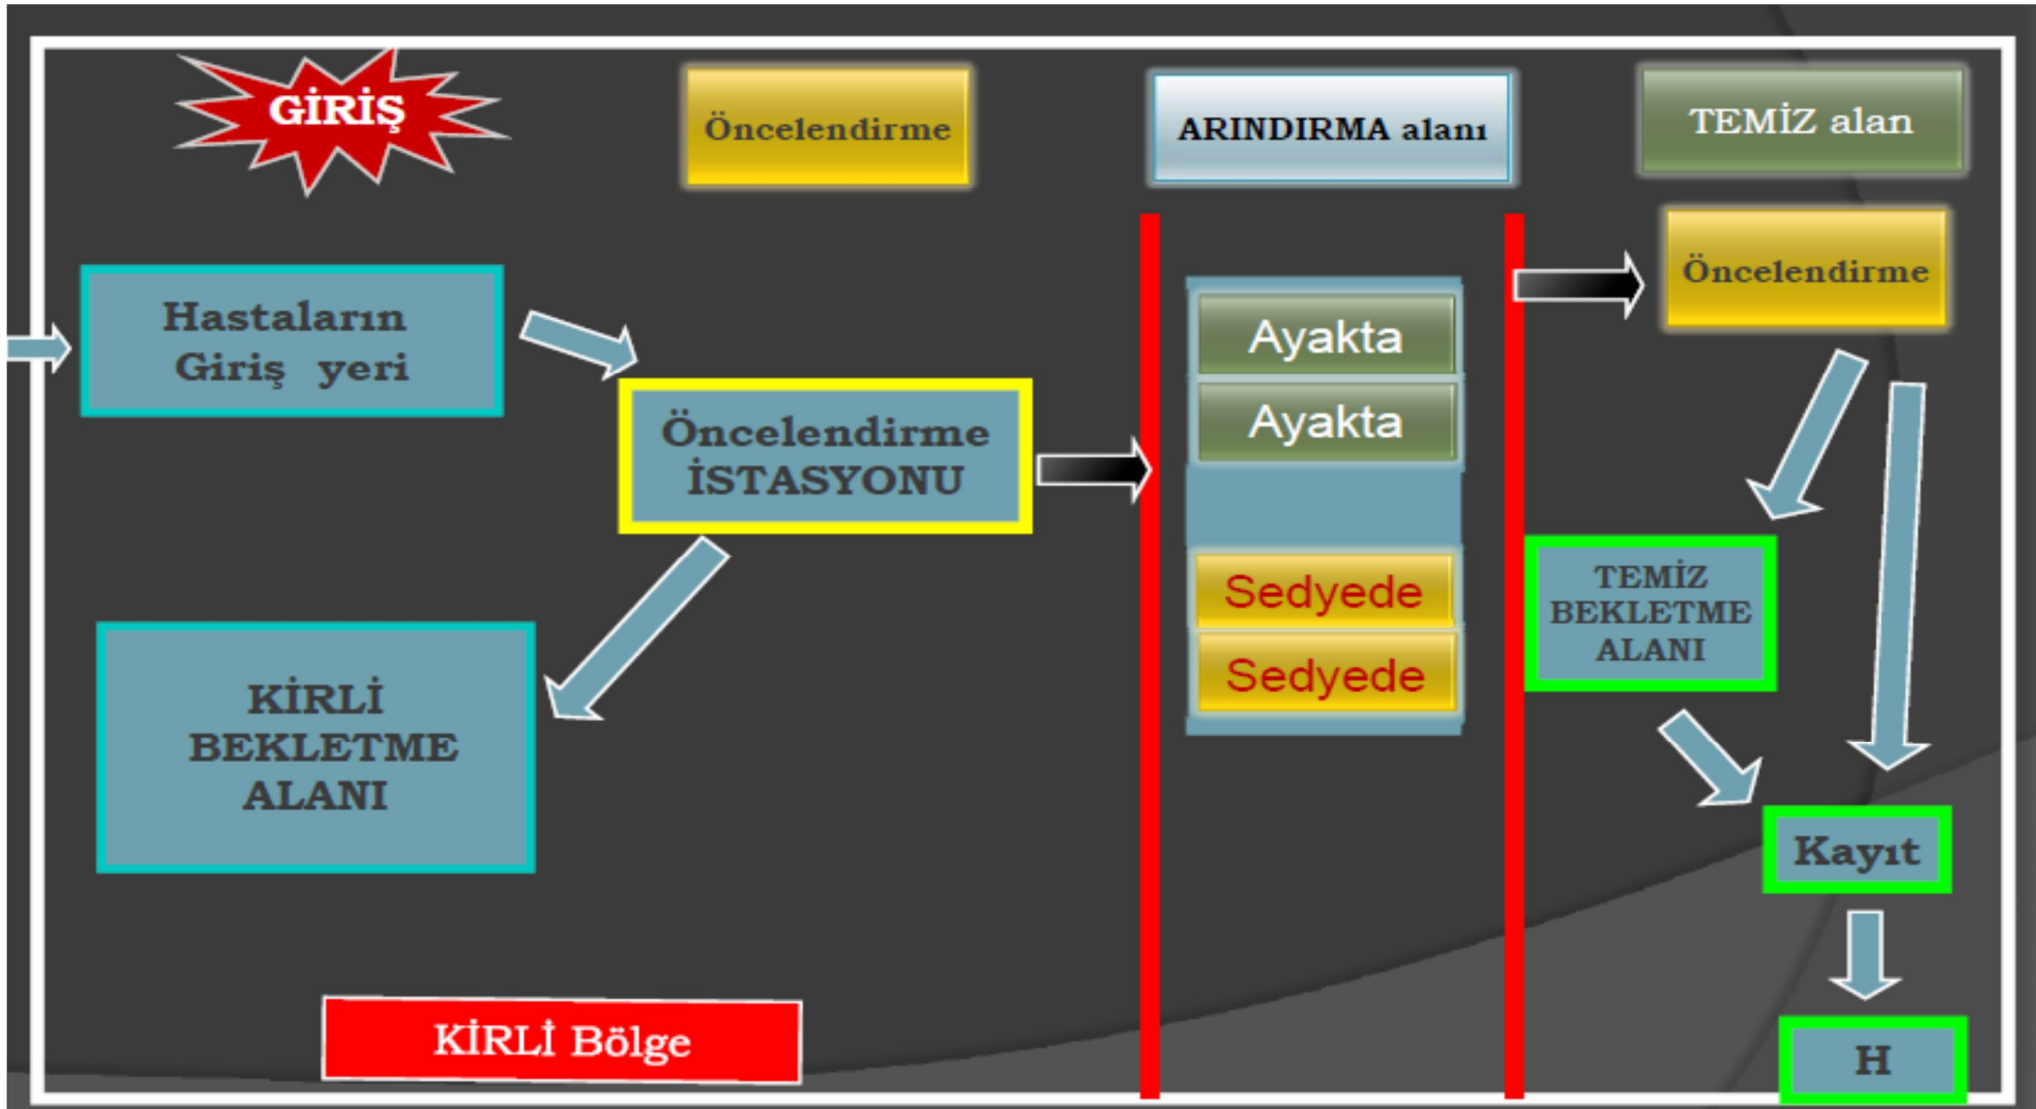 GİRİŞ
Öncelendirme
ARINDIRMA alanı
TEMİZ alan
Hastaların
Giriş yeri
Öncelendirme
İSTASYONU
KİRLİ
BEKLETME
ALANI
KİRLİ Bölge
Ayakta
Ayakta
Sedyede
Sedyede
Öncelendirme
TEMİZ
BEKLETME
ALANI
Kayıt
H